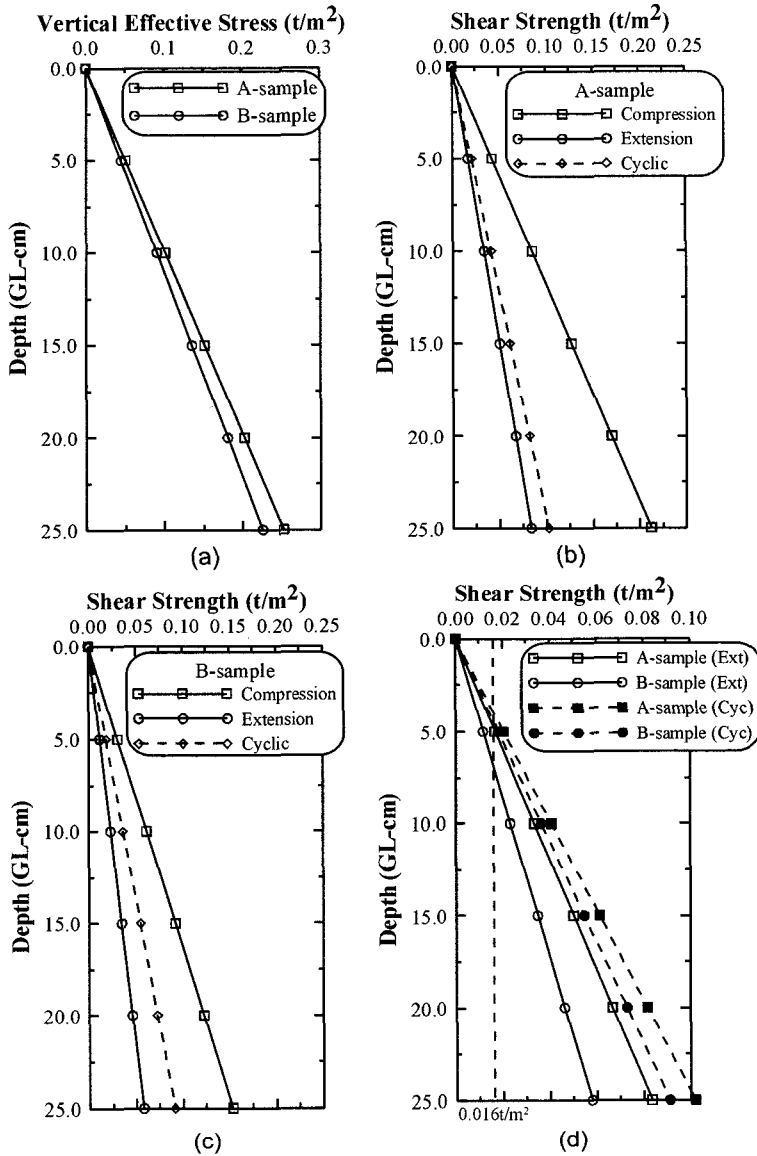 Vertical Effective Stress (t/m²)
0.0 0.1 0.2 0.3
0.0
5.0
10.0
15.0
20.0
25.0
Depth (GL-cm)
A-sample
B-sample
(a)
Shear Strength (t/m²)
0.00 0.05 0.10 0.15 0.20 0.25
0.0
5.0
10.0
15.0
20.0
25.0
Depth (GL-cm)
A-sample
Compression
Extension
Cyclic
(b)
Shear Strength (t/m²)
0.00 0.05 0.10 0.15 0.20 0.25
0.0
5.0
10.0
15.0
20.0
25.0
Depth (GL-cm)
B-sample
Compression
Extension
Cyclic
(c)
Shear Strength (t/m²)
0.00 0.02 0.04 0.06 0.08 0.10
0.0
5.0
10.0
15.0
20.0
25.0
Depth (GL-cm)
A-sample (Ext)
B-sample (Ext)
A-sample (Cyc)
B-sample (Cyc)
0.016t/m²
(d)